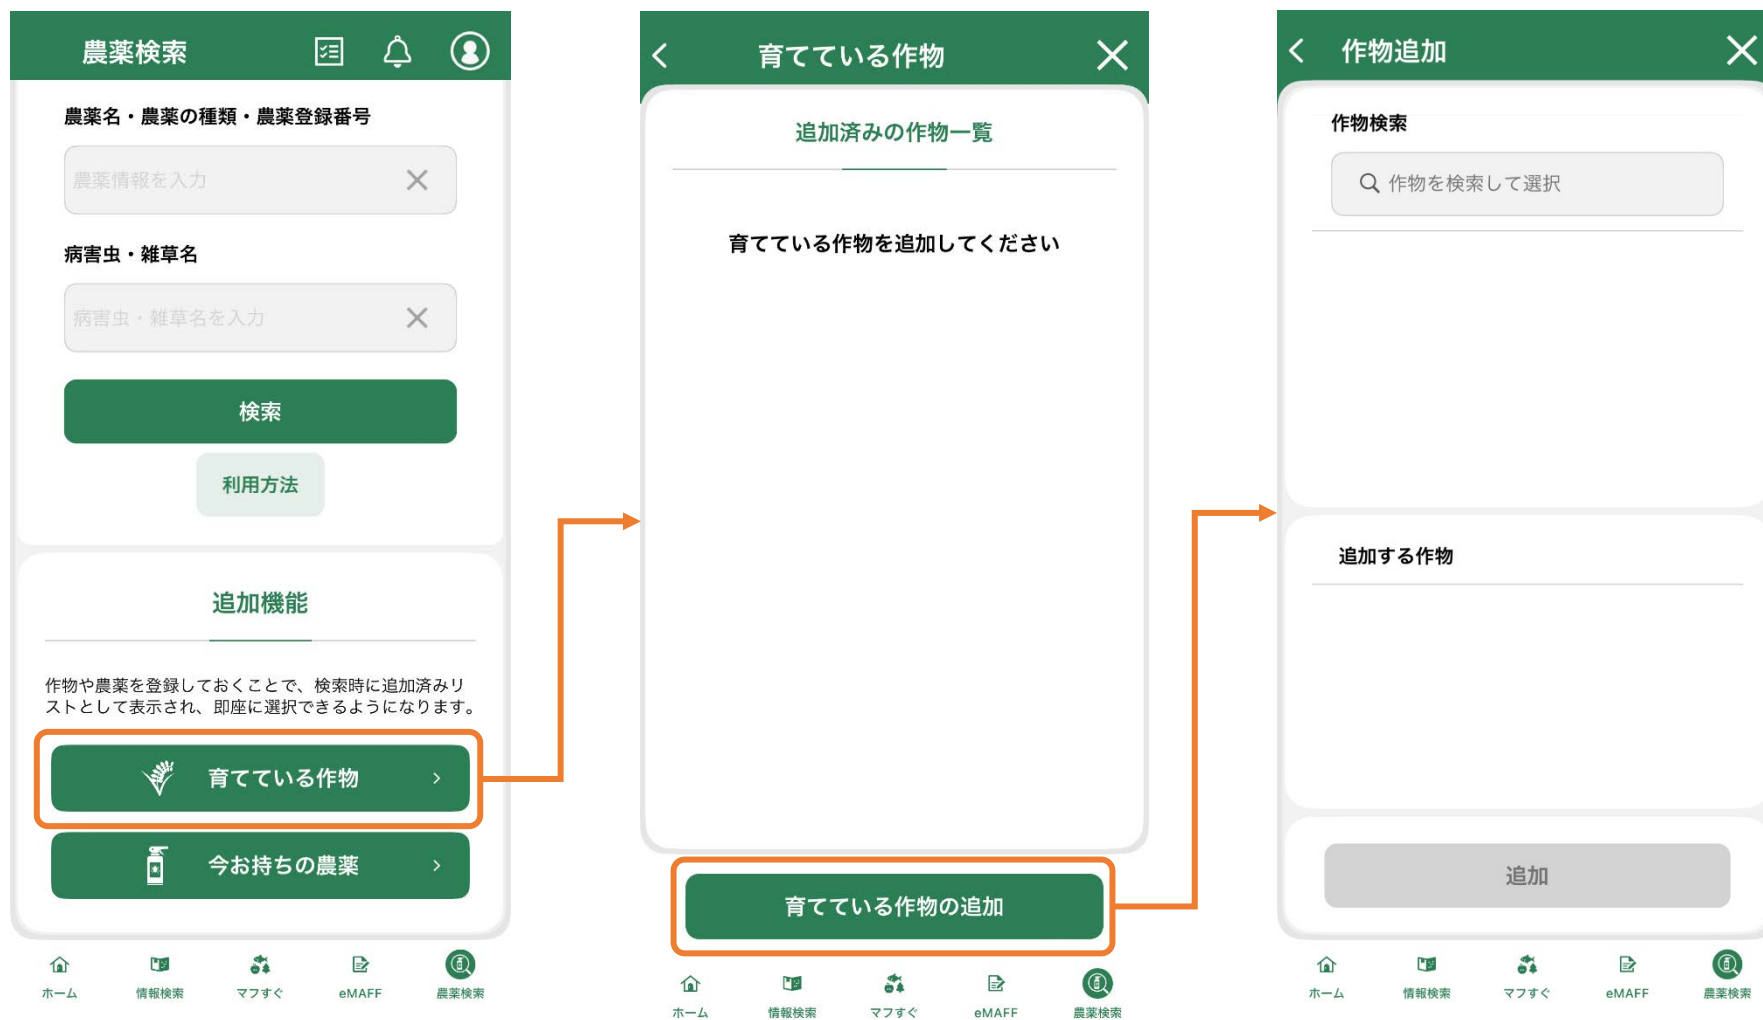 農薬検索
農薬名・農薬の種類・農薬登録番号
農薬情報を入力
病害虫・雑草名
病害虫・雑草名を入力
検索
利用方法
追加機能
作物や農薬を登録しておくことで、検索時に追加済みリ
ストとして表示され、即座に選択できるようになります。
育てている作物
今お持ちの農薬
ホーム
情報検索
マフすぐ
eMAFF
農薬検索
育てている作物
追加済みの作物一覧
育てている作物を追加してください
育てている作物の追加
ホーム
情報検索
マフすぐ
eMAFF
農薬検索
作物追加
作物検索
作物を検索して選択
追加する作物
追加
ホーム
情報検索
マフすぐ
eMAFF
農薬検索